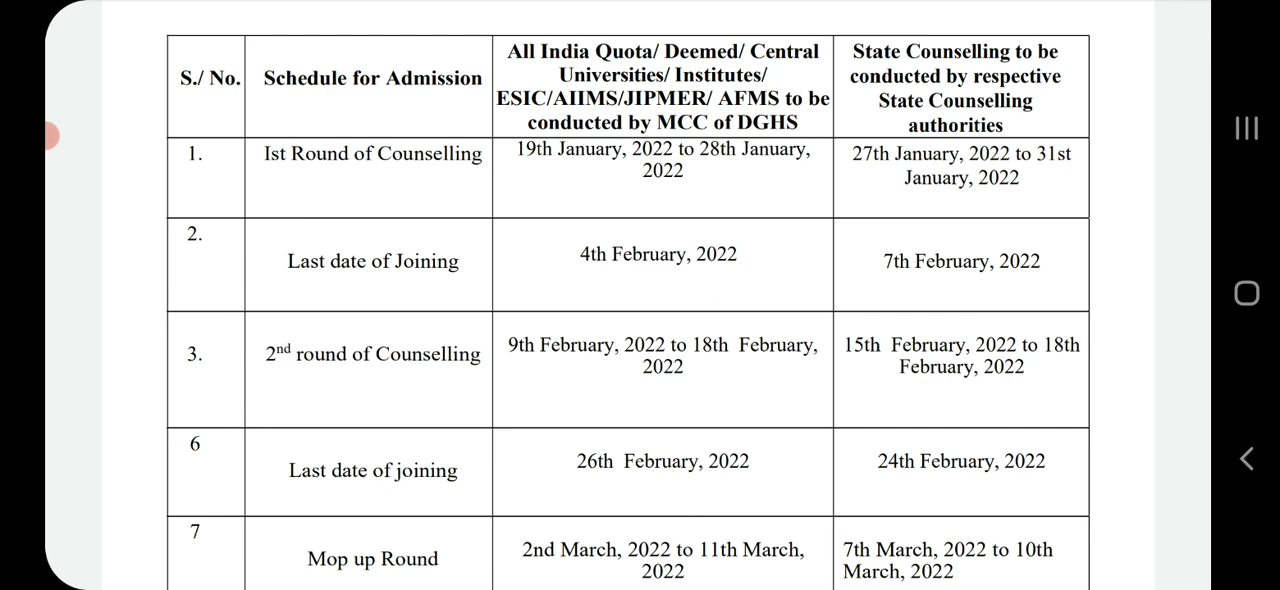 S./ No.
Schedule for Admission
All India Quota/ Deemed/ Central
Universities/ Institutes/
ESIC/AIIMS/JIPMER/ AFMS to be
conducted by MCC of DGHS
State Counselling to be
conducted by respective
State Counselling
authorities
1.
Ist Round of Counselling
19th January, 2022 to 28th January,
2022
27th January, 2022 to 31st
January, 2022
2.
Last date of Joining
4th February, 2022
7th February, 2022
3.
2nd round of Counselling
9th February, 2022 to 18th February,
2022
15th February, 2022 to 18th
February, 2022
6
Last date of joining
26th February, 2022
24th February, 2022
7
Mop up Round
2nd March, 2022 to 11th March,
2022
7th March, 2022 to 10th
March, 2022